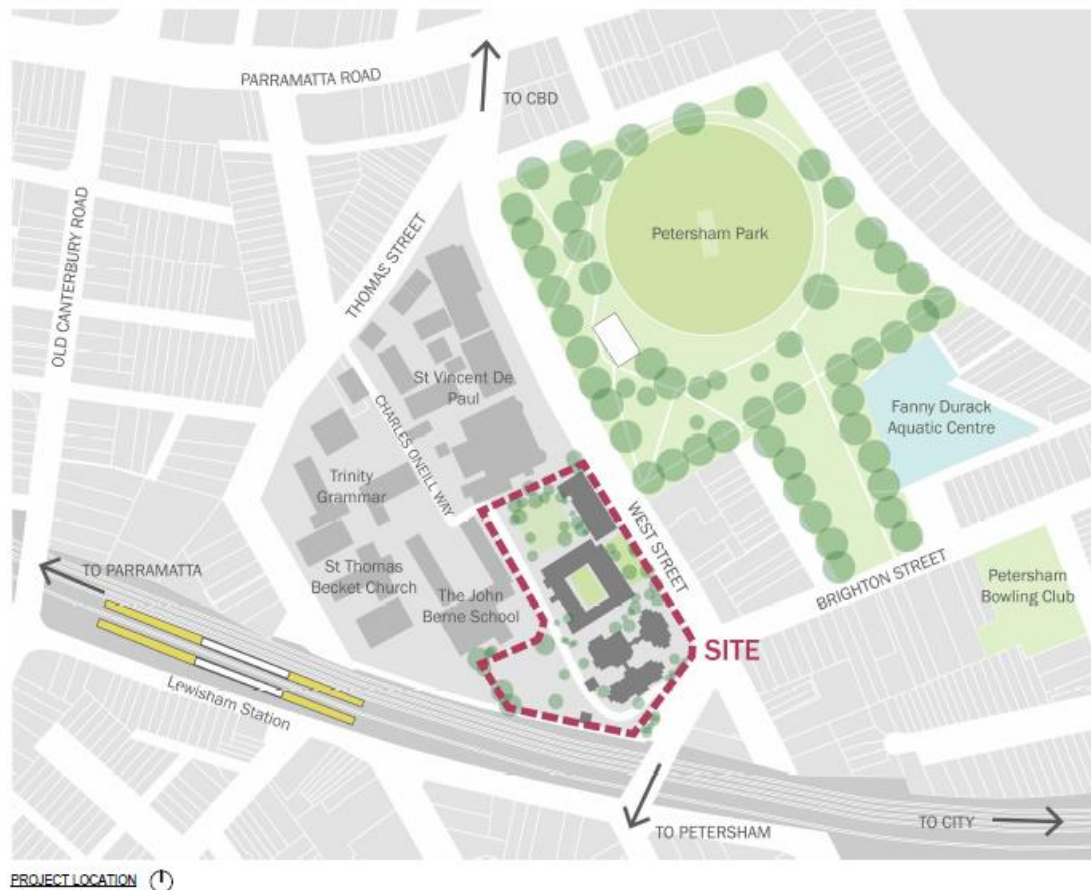 PARRAMATTA ROAD
TO CBD
OLD CANTERBURY ROAD
THOMAS STREET
Petersham Park
St Vincent De
Paul
CHARLES ONEILL WAY
Fanny Durack
Aquatic Centre
Trinity
Grammar
WEST STREET
St Thomas
Becket Church
The John
Berne School
BRIGHTON STREET
Petersham
Bowling Club
TO PARRAMATTA
SITE
Lewisham Station
TO PETERSHAM
TO CITY
PROJECT LOCATION